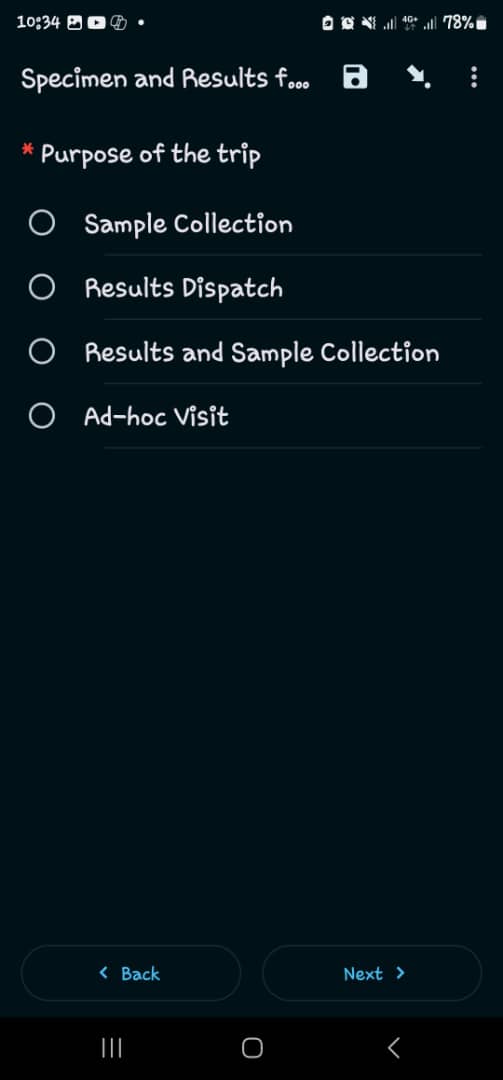 10:34
4G+ 78%
Specimen and Results f...
* Purpose of the trip
Sample Collection
Results Dispatch
Results and Sample Collection
Ad-hoc Visit
< Back
Next >